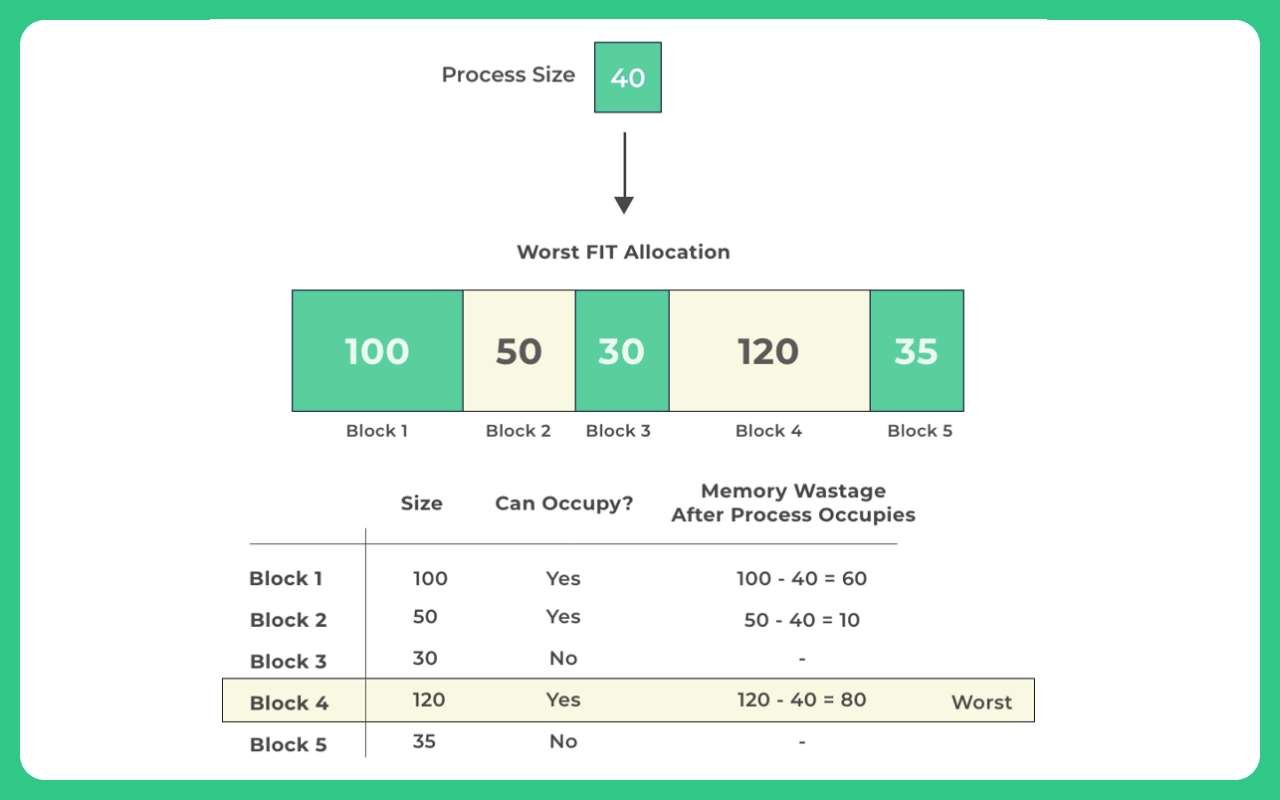 Process Size 40
Worst FIT Allocation
100 50 30 120 35
Block 1 Block 2 Block 3 Block 4 Block 5
Size Can Occupy? Memory Wastage
After Process Occupies
Block 1 100 Yes 100 - 40 = 60
Block 2 50 Yes 50 - 40 = 10
Block 3 30 No -
Block 4 120 Yes 120 - 40 = 80 Worst
Block 5 35 No -